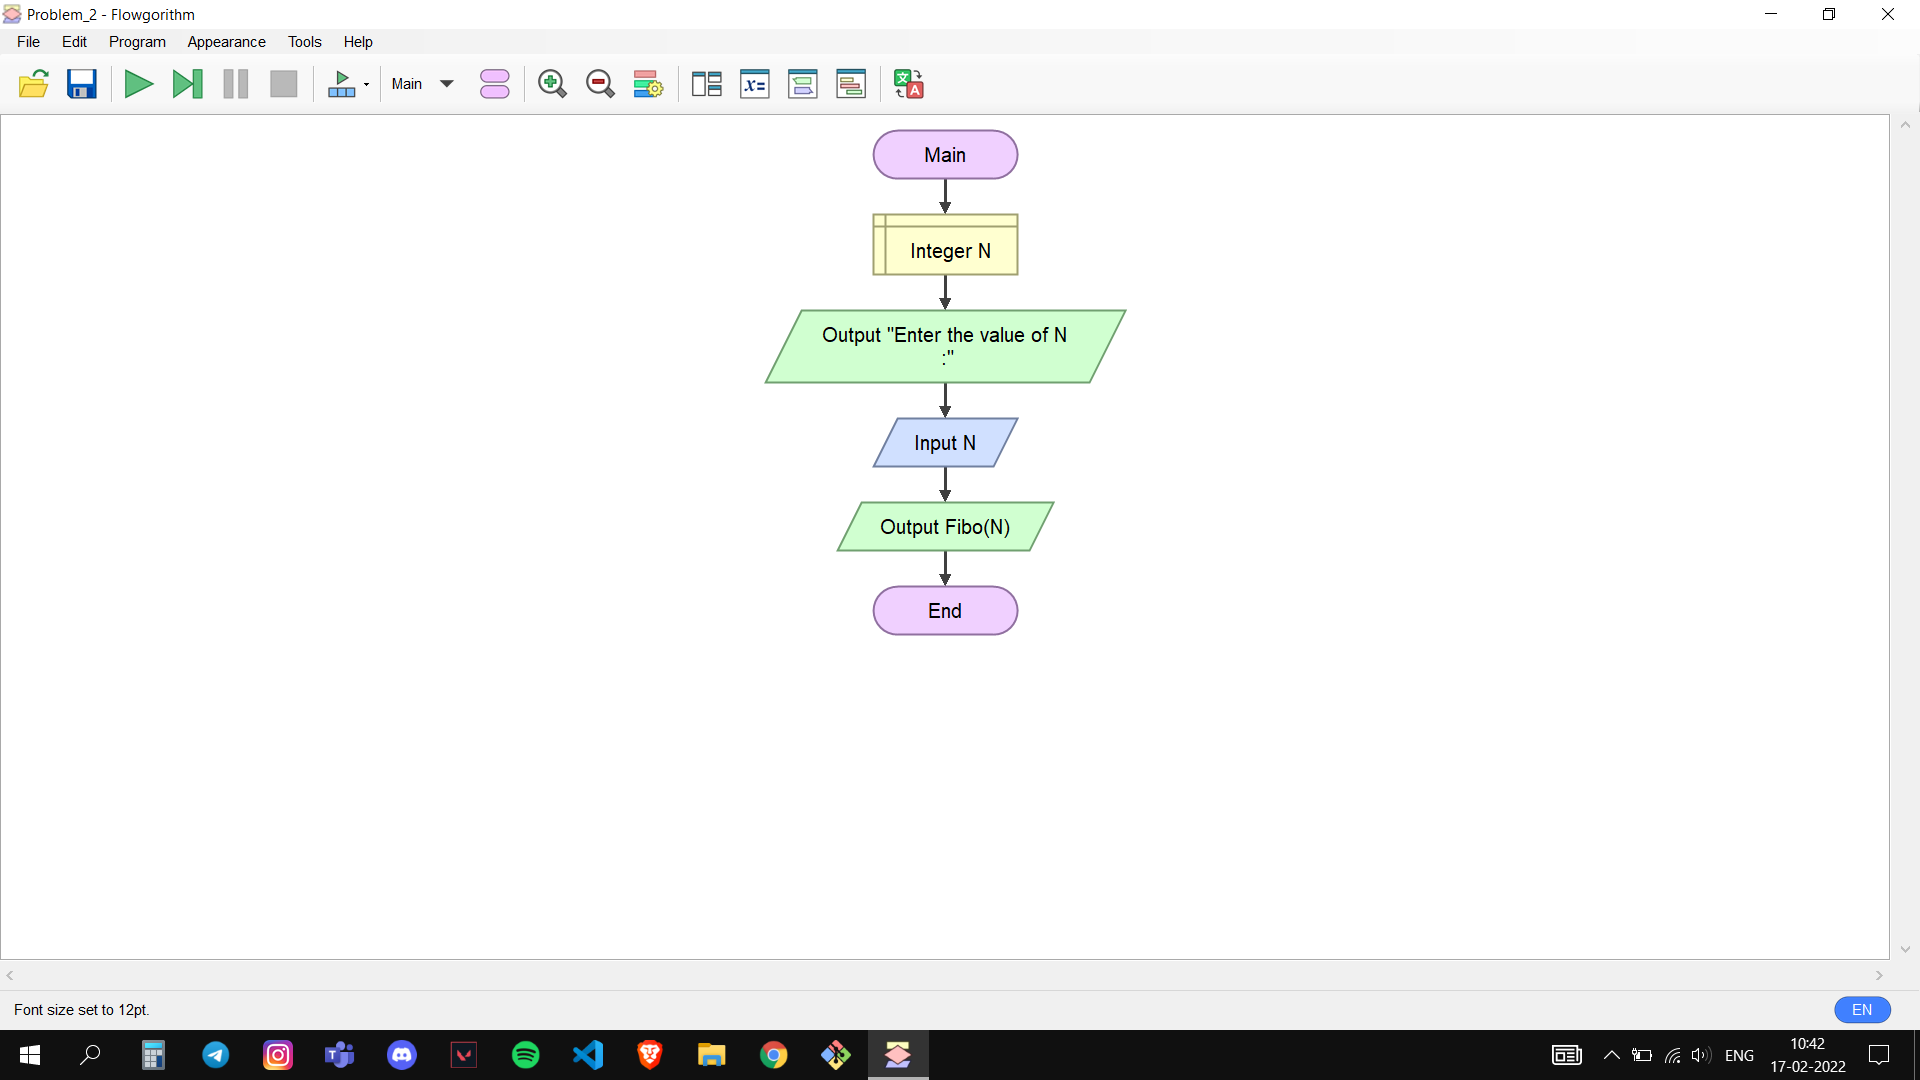 Problem_2 - Flowgorithm
File Edit Program Appearance Tools Help
Main
x=
文
A
Main
Integer N
Output "Enter the value of N
:"
Input N
Output Fibo(N)
End
Font size set to 12pt.
EN
ENG
10:42
17-02-2022